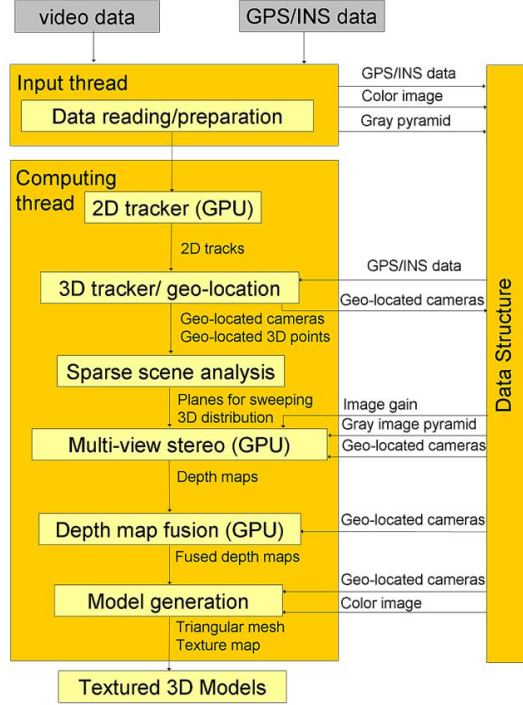 video data
GPS/INS data
Input thread
Data reading/preparation
GPS/INS data
Color image
Gray pyramid
Computing
thread
2D tracker (GPU)
2D tracks
3D tracker/ geo-location
GPS/INS data
Geo-located cameras
Geo-located cameras
Geo-located 3D points
Sparse scene analysis
Planes for sweeping
3D distribution
Image gain
Gray image pyramid
Geo-located cameras
Multi-view stereo (GPU)
Depth maps
Depth map fusion (GPU)
Geo-located cameras
Fused depth maps
Model generation
Geo-located cameras
Color image
Triangular mesh
Texture map
Textured 3D Models
Data Structure